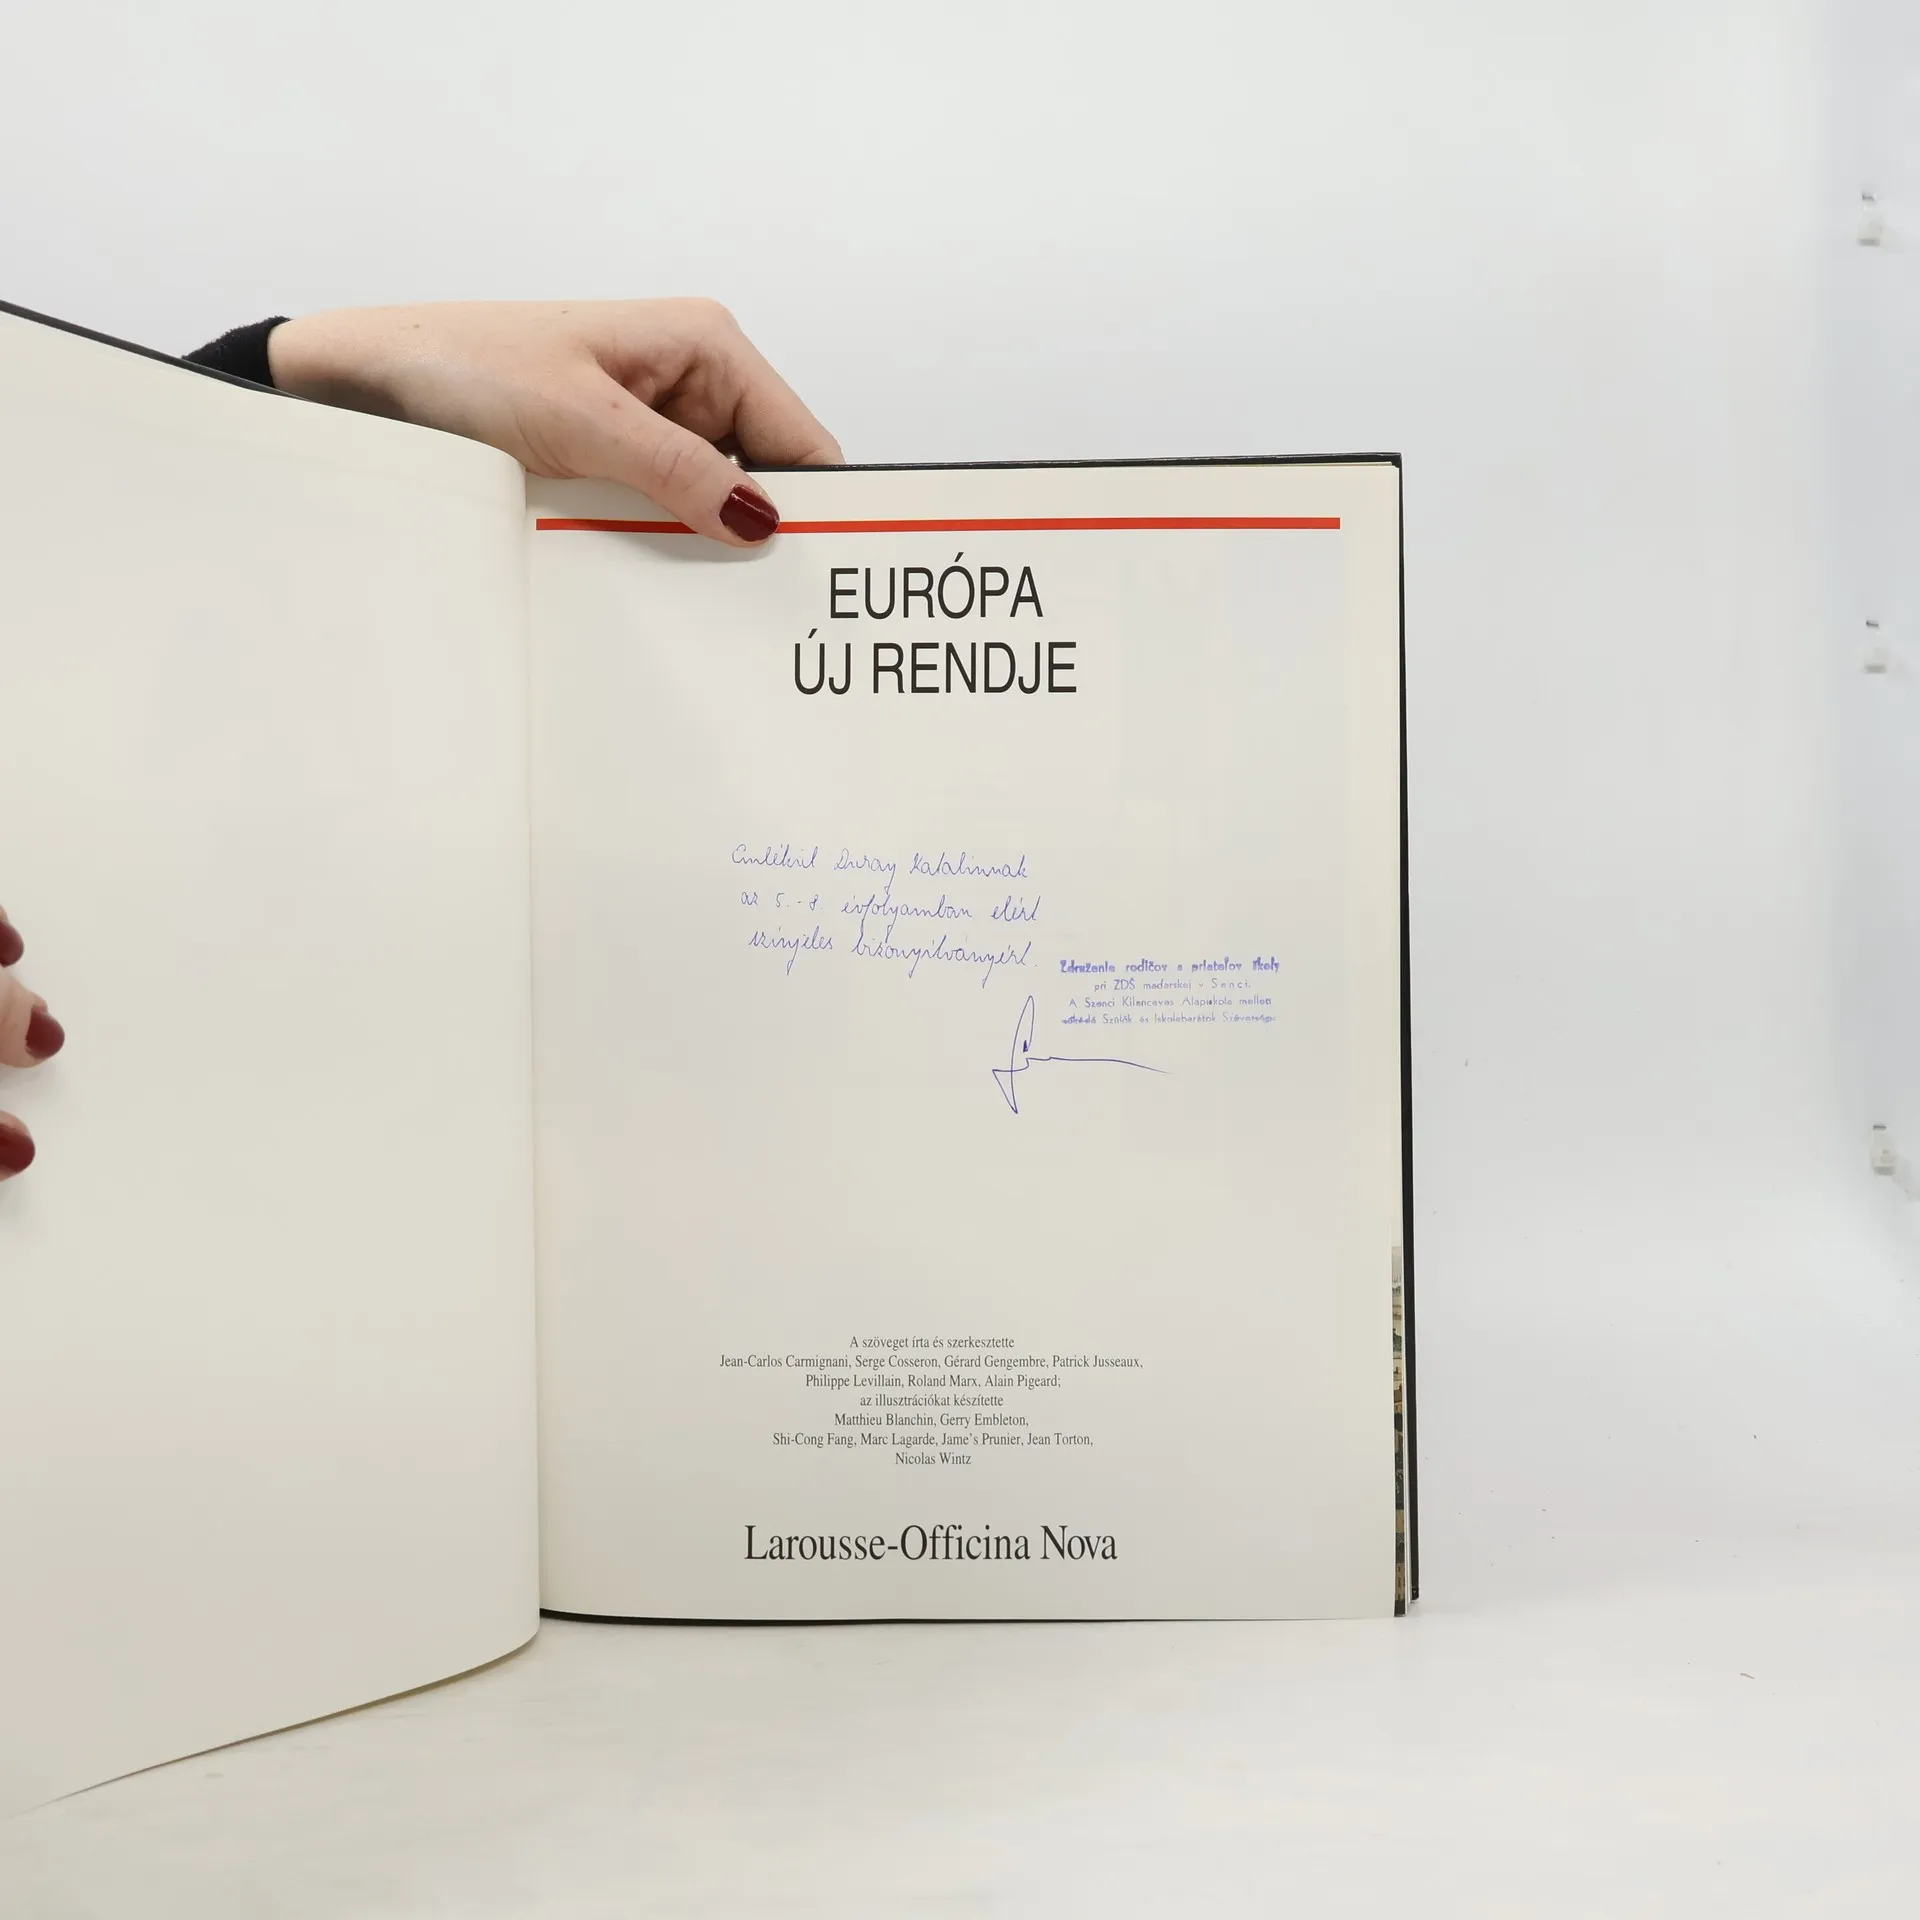 EURÓPA
ÚJ RENDJE
Emlékül Duray Katalinnak
az 5.-8. évfolyamban elért
színjeles bizonyítványért.
Združenie rodičov a priateľov školy
pri ZDŠ maďarskej v Senci.
A Szenci Kilencéves Alapiskola mellett
működő Szülők és Iskolabarátok Szövetsége
A szöveget írta és szerkesztette
Jean-Carlos Carmignani, Serge Cosseron, Gérard Gengembre, Patrick Jusseaux,
Philippe Levillain, Roland Marx, Alain Pigeard;
az illusztrációkat készítette
Matthieu Blanchin, Gerry Embleton,
Shi-Cong Fang, Marc Lagarde, Jame's Prunier, Jean Torton,
Nicolas Wintz
Larousse-Officina Nova